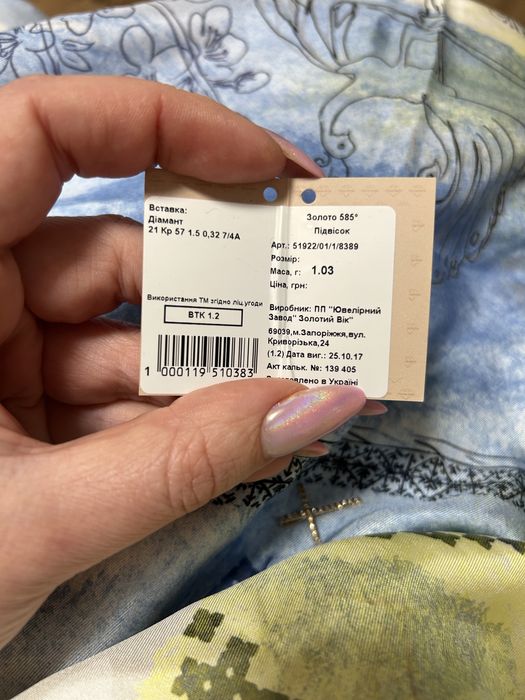 Вставка:
Діамант
21 Кр 57 1.5 0,32 7/4А
Використання ТМ згідно ліц.угоди
ВТК 1.2
1 000119 510383
Золото 585°
Підвісок
Арт.: 51922/01/1/8389
Розмір:
Маса, г: 1.03
Ціна, грн:
Виробник: ПП "Ювелірний
Завод" Золотий Вік"
69039,м.Запоріжжя,вул.
Криворізька,24
(1.2) Дата виг.: 25.10.17
Акт кальк. №: 139 405
Виготовлено в Україні